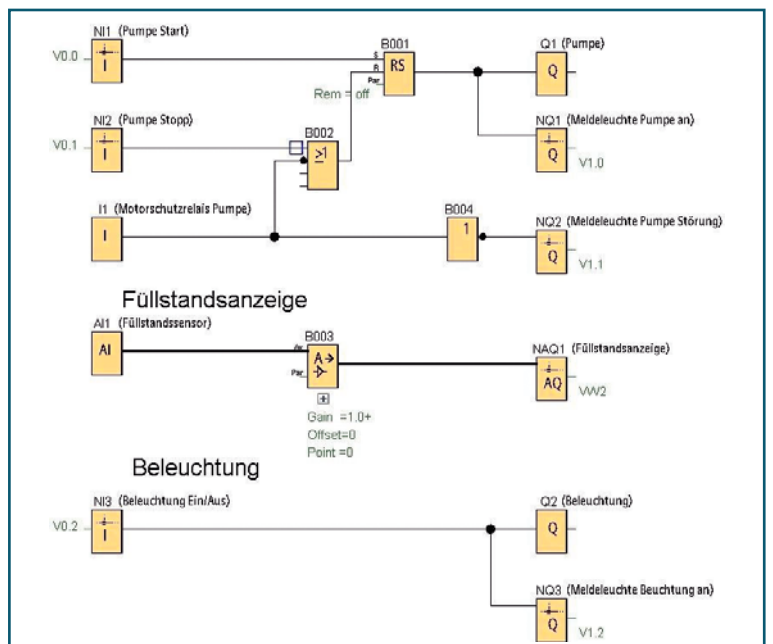 NI1 (Pumpe Start)
V0.0
I
B001
S
R
Par
RS
Rem = off
Q1 (Pumpe)
Q
NQ1 (Meldeleuchte Pumpe an)
Q
V1.0
NI2 (Pumpe Stopp)
V0.1
I
B002
≥1
I1 (Motorschutzrelais Pumpe)
I
B004
1
NQ2 (Meldeleuchte Pumpe Störung)
Q
V1.1
Füllstandsanzeige
AI1 (Füllstandssensor)
AI
B003
Ax
Par
A→
Gain =1.0+
Offset=0
Point =0
NAQ1 (Füllstandsanzeige)
AQ
VW2
Beleuchtung
NI3 (Beleuchtung Ein/Aus)
V0.2
I
Q2 (Beleuchtung)
Q
NQ3 (Meldeleuchte Beuchtung an)
Q
V1.2